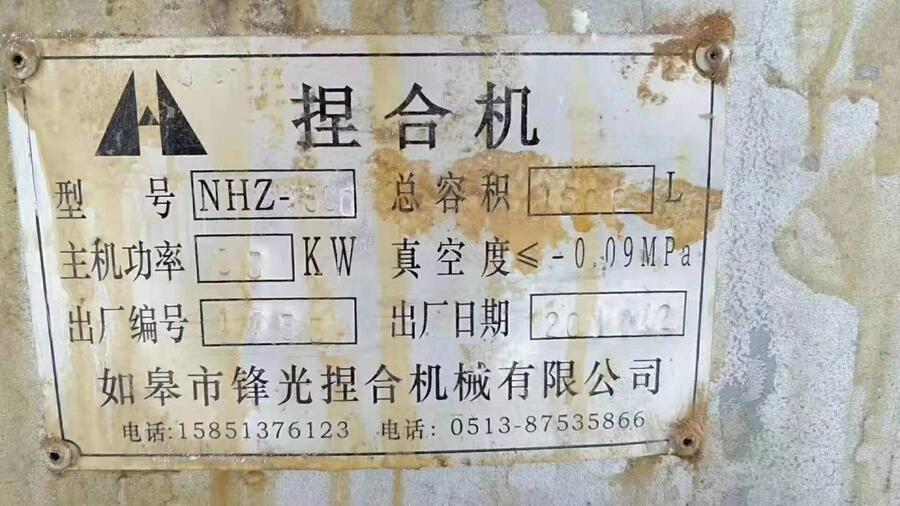 捏合机
型号 NHZ- 总容积 L
主机功率 KW 真空度≤-0.09MPa
出厂编号 出厂日期
如皋市锋光捏合机械有限公司
电话:15851376123 电话: 0513-87535866